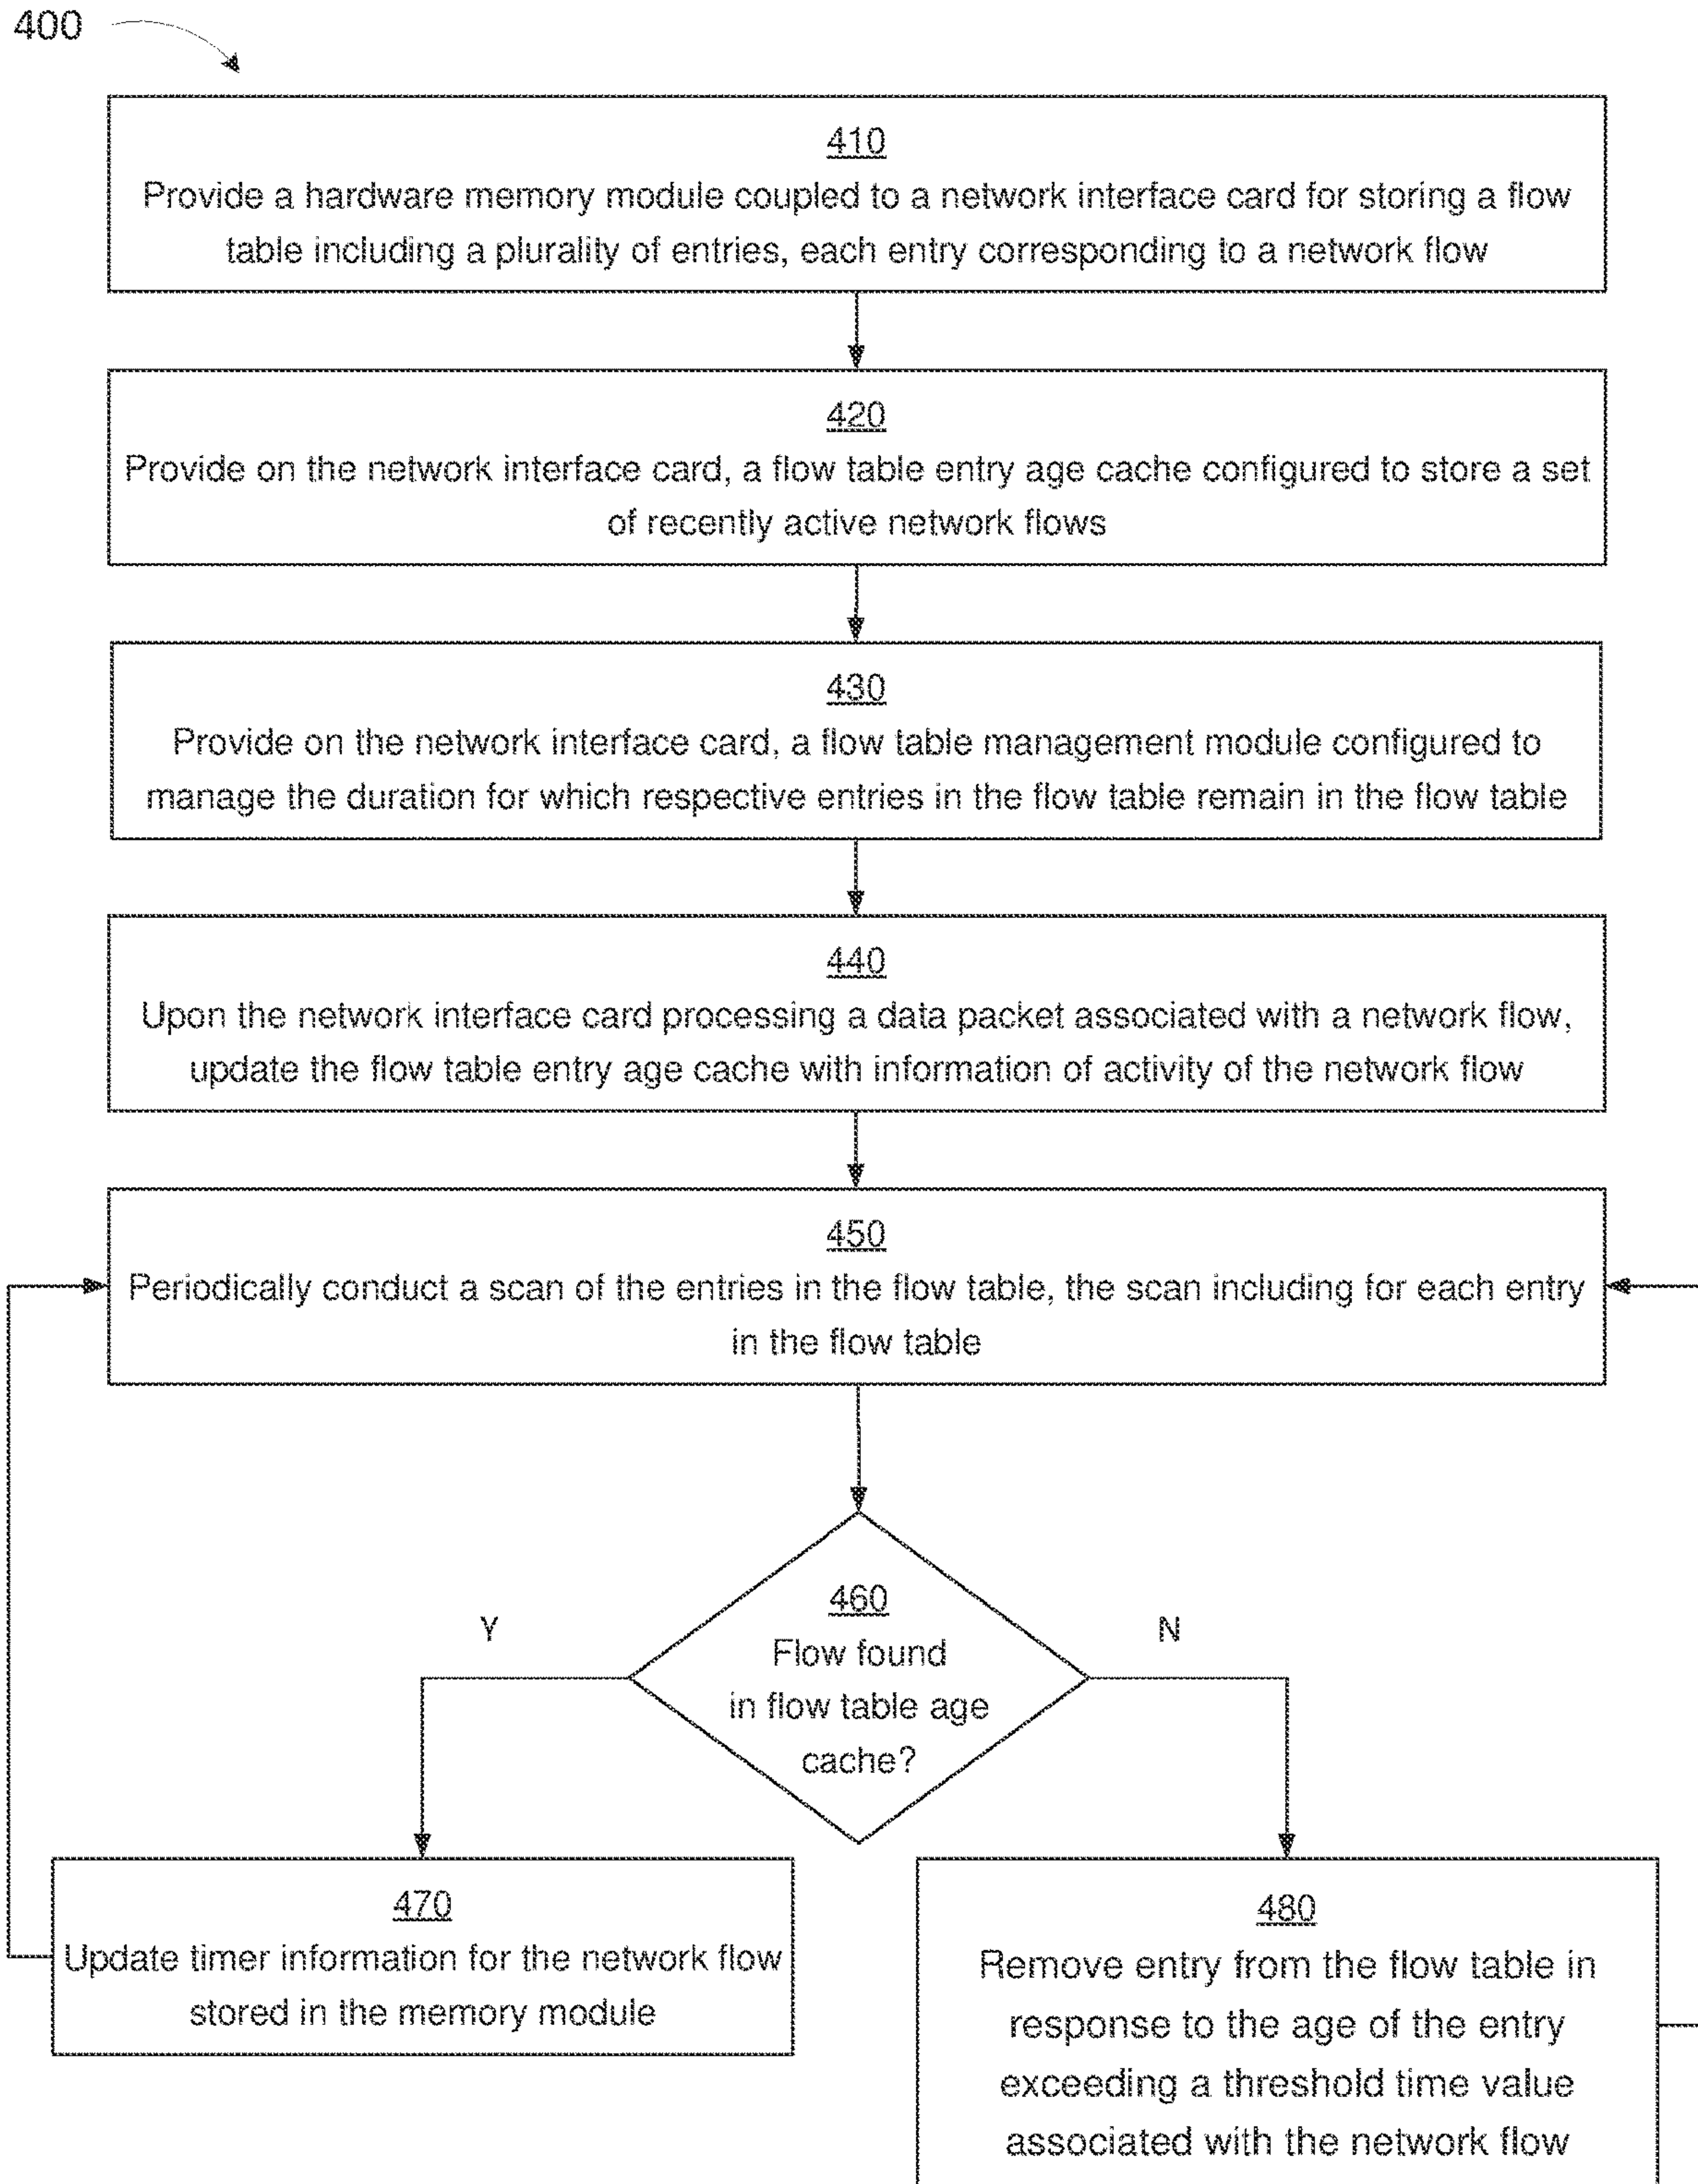 400
410
Provide a hardware memory module coupled to a network interface card for storing a flow
table including a plurality of entries, each entry corresponding to a network flow
420
Provide on the network interface card, a flow table entry age cache configured to store a set
of recently active network flows
430
Provide on the network interface card, a flow table management module configured to
manage the duration for which respective entries in the flow table remain in the flow table
440
Upon the network interface card processing a data packet associated with a network flow,
update the flow table entry age cache with information of activity of the network flow
450
Periodically conduct a scan of the entries in the flow table, the scan including for each entry
in the flow table
460
Flow found
in flow table age
cache?
Y
N
470
Update timer information for the network flow
stored in the memory module
480
Remove entry from the flow table in
response to the age of the entry
exceeding a threshold time value
associated with the network flow